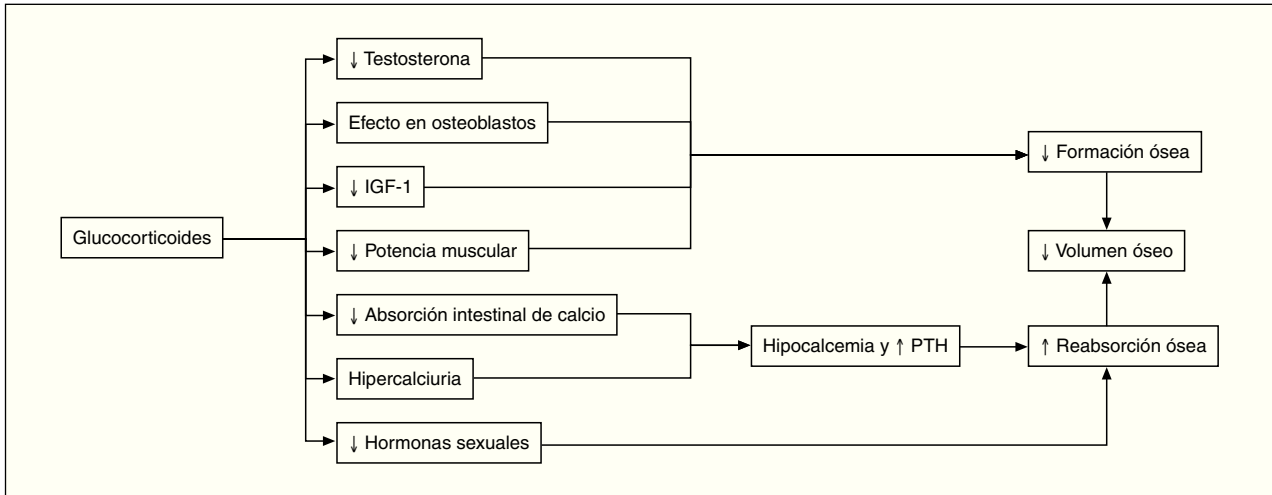 ↓ Testosterona
Efecto en osteoblastos
↓ Formación ósea
↓ IGF-1
Glucocorticoides
↓ Potencia muscular
↓ Volumen óseo
↓ Absorción intestinal de calcio
Hipocalcemia y ↑ PTH
↑ Reabsorción ósea
Hipercalciuria
↓ Hormonas sexuales